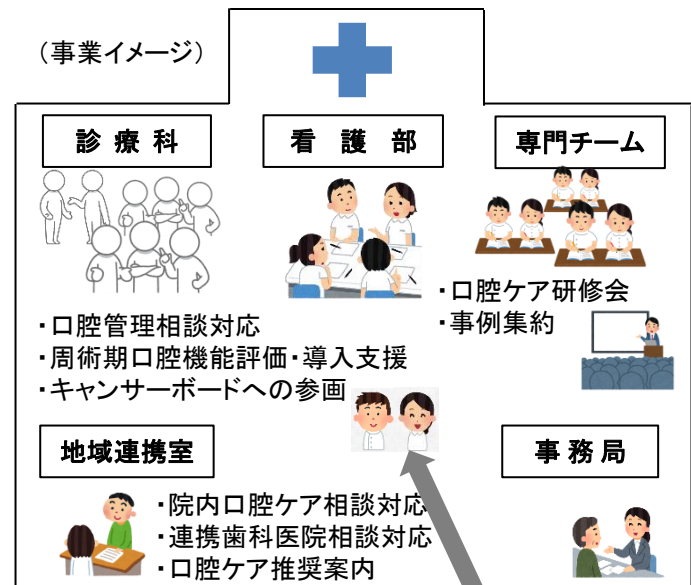 （事業イメージ）
診療科
看護部
専門チーム
・口腔ケア研修会
・事例集約
・口腔管理相談対応
・周術期口腔機能評価・導入支援
・キャンサーボードへの参画
地域連携室
事務局
・院内口腔ケア相談対応
・連携歯科医院相談対応
・口腔ケア推奨案内